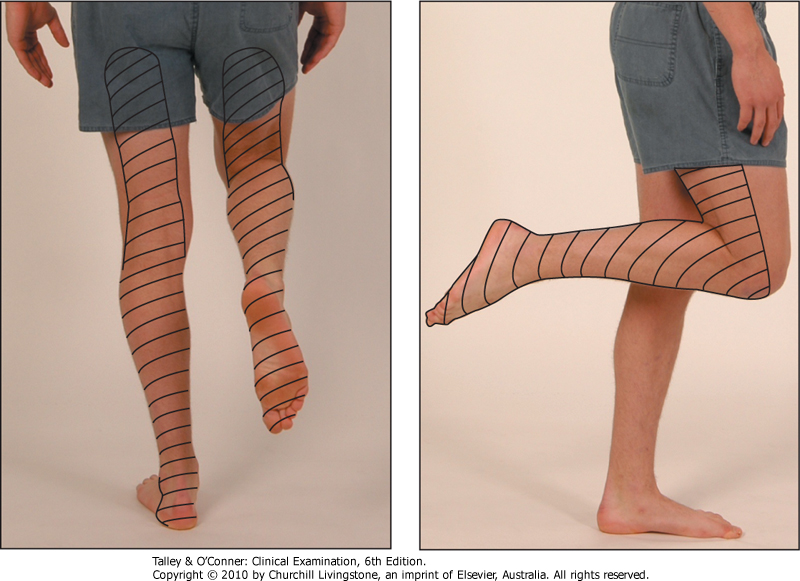 Talley & O'Conner: Clinical Examination, 6th Edition.
Copyright © 2010 by Churchill Livingstone, an imprint of Elsevier, Australia. All rights reserved.